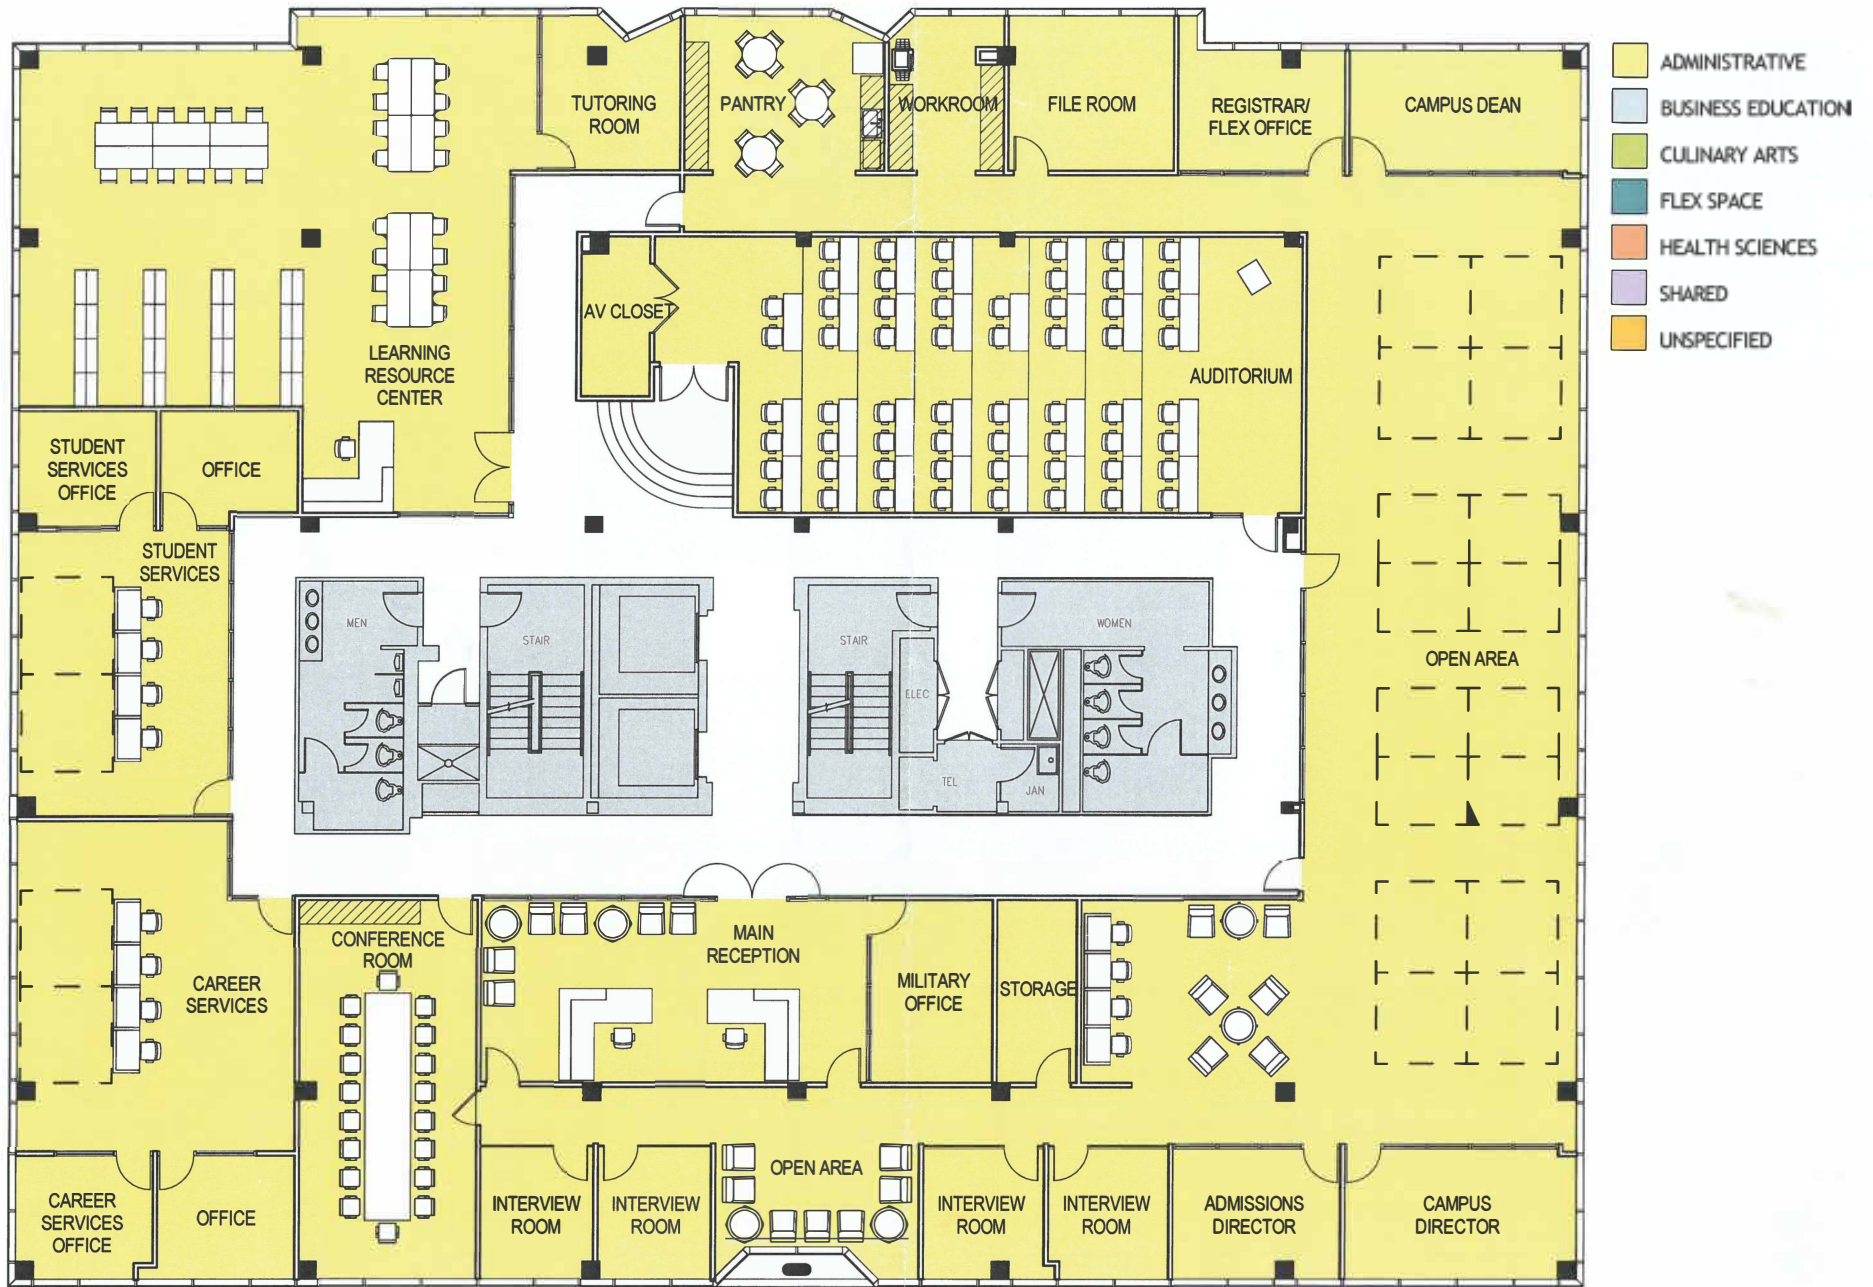 ADMINISTRATIVE
BUSINESS EDUCATION
CULINARY ARTS
FLEX SPACE
HEALTH SCIENCES
SHARED
UNSPECIFIED
TUTORING
ROOM
PANTRY
WORKROOM
FILE ROOM
REGISTRAR/
FLEX OFFICE
CAMPUS DEAN
AV CLOSET
LEARNING
RESOURCE
CENTER
AUDITORIUM
STUDENT
SERVICES
OFFICE
OFFICE
STUDENT
SERVICES
MEN
STAIR
STAIR
WOMEN
ELEC
TEL
JAN
OPEN AREA
CAREER
SERVICES
CONFERENCE
ROOM
MAIN
RECEPTION
MILITARY
OFFICE
STORAGE
CAREER
SERVICES
OFFICE
OFFICE
INTERVIEW
ROOM
INTERVIEW
ROOM
OPEN AREA
INTERVIEW
ROOM
INTERVIEW
ROOM
ADMISSIONS
DIRECTOR
CAMPUS
DIRECTOR